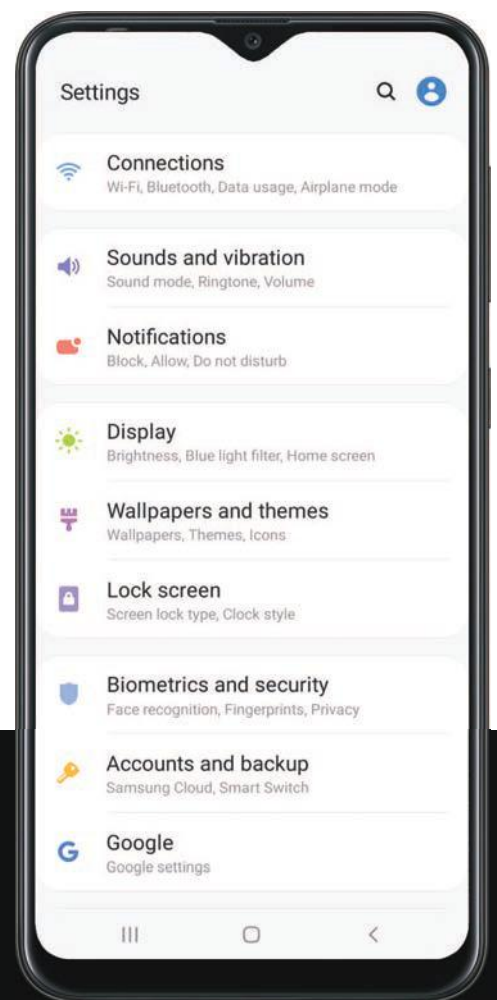 Settings
Connections
Wi-Fi, Bluetooth, Data usage, Airplane mode
Sounds and vibration
Sound mode, Ringtone, Volume
Notifications
Block, Allow, Do not disturb
Display
Brightness, Blue light filter, Home screen
Wallpapers and themes
Wallpapers, Themes, Icons
Lock screen
Screen lock type, Clock style
Biometrics and security
Face recognition, Fingerprints, Privacy
Accounts and backup
Samsung Cloud, Smart Switch
Google
Google settings